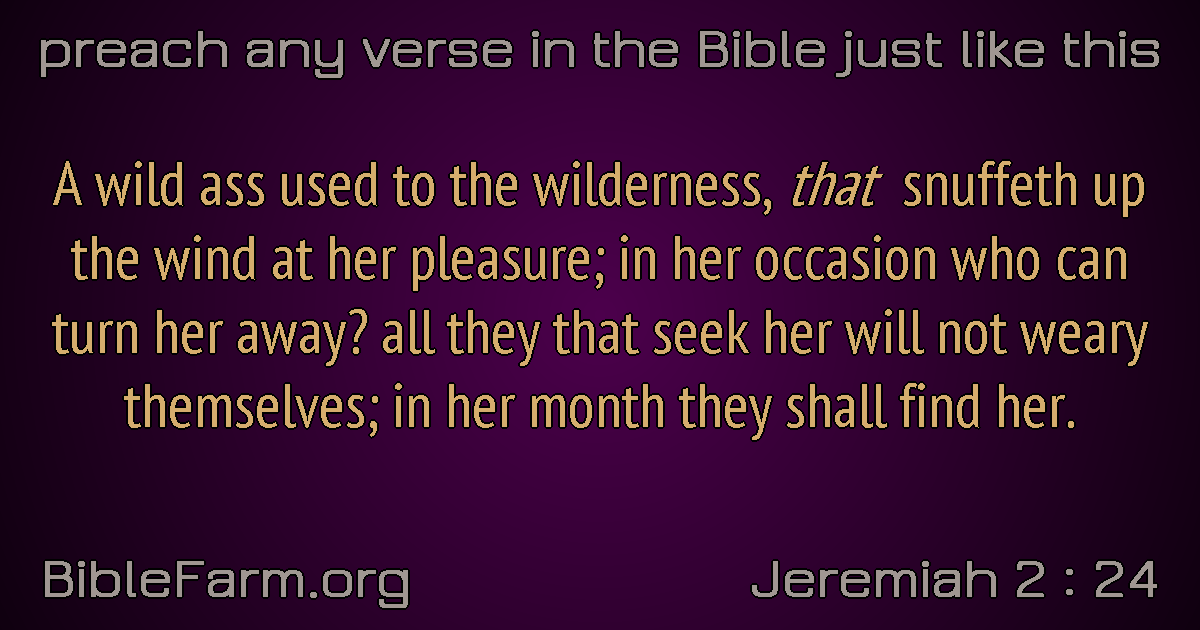 preach any verse in the Bible just like this
A wild ass used to the wilderness, that snuffeth up
the wind at her pleasure; in her occasion who can
turn her away? all they that seek her will not weary
themselves; in her month they shall find her.
BibleFarm.org
Jeremiah 2 : 24